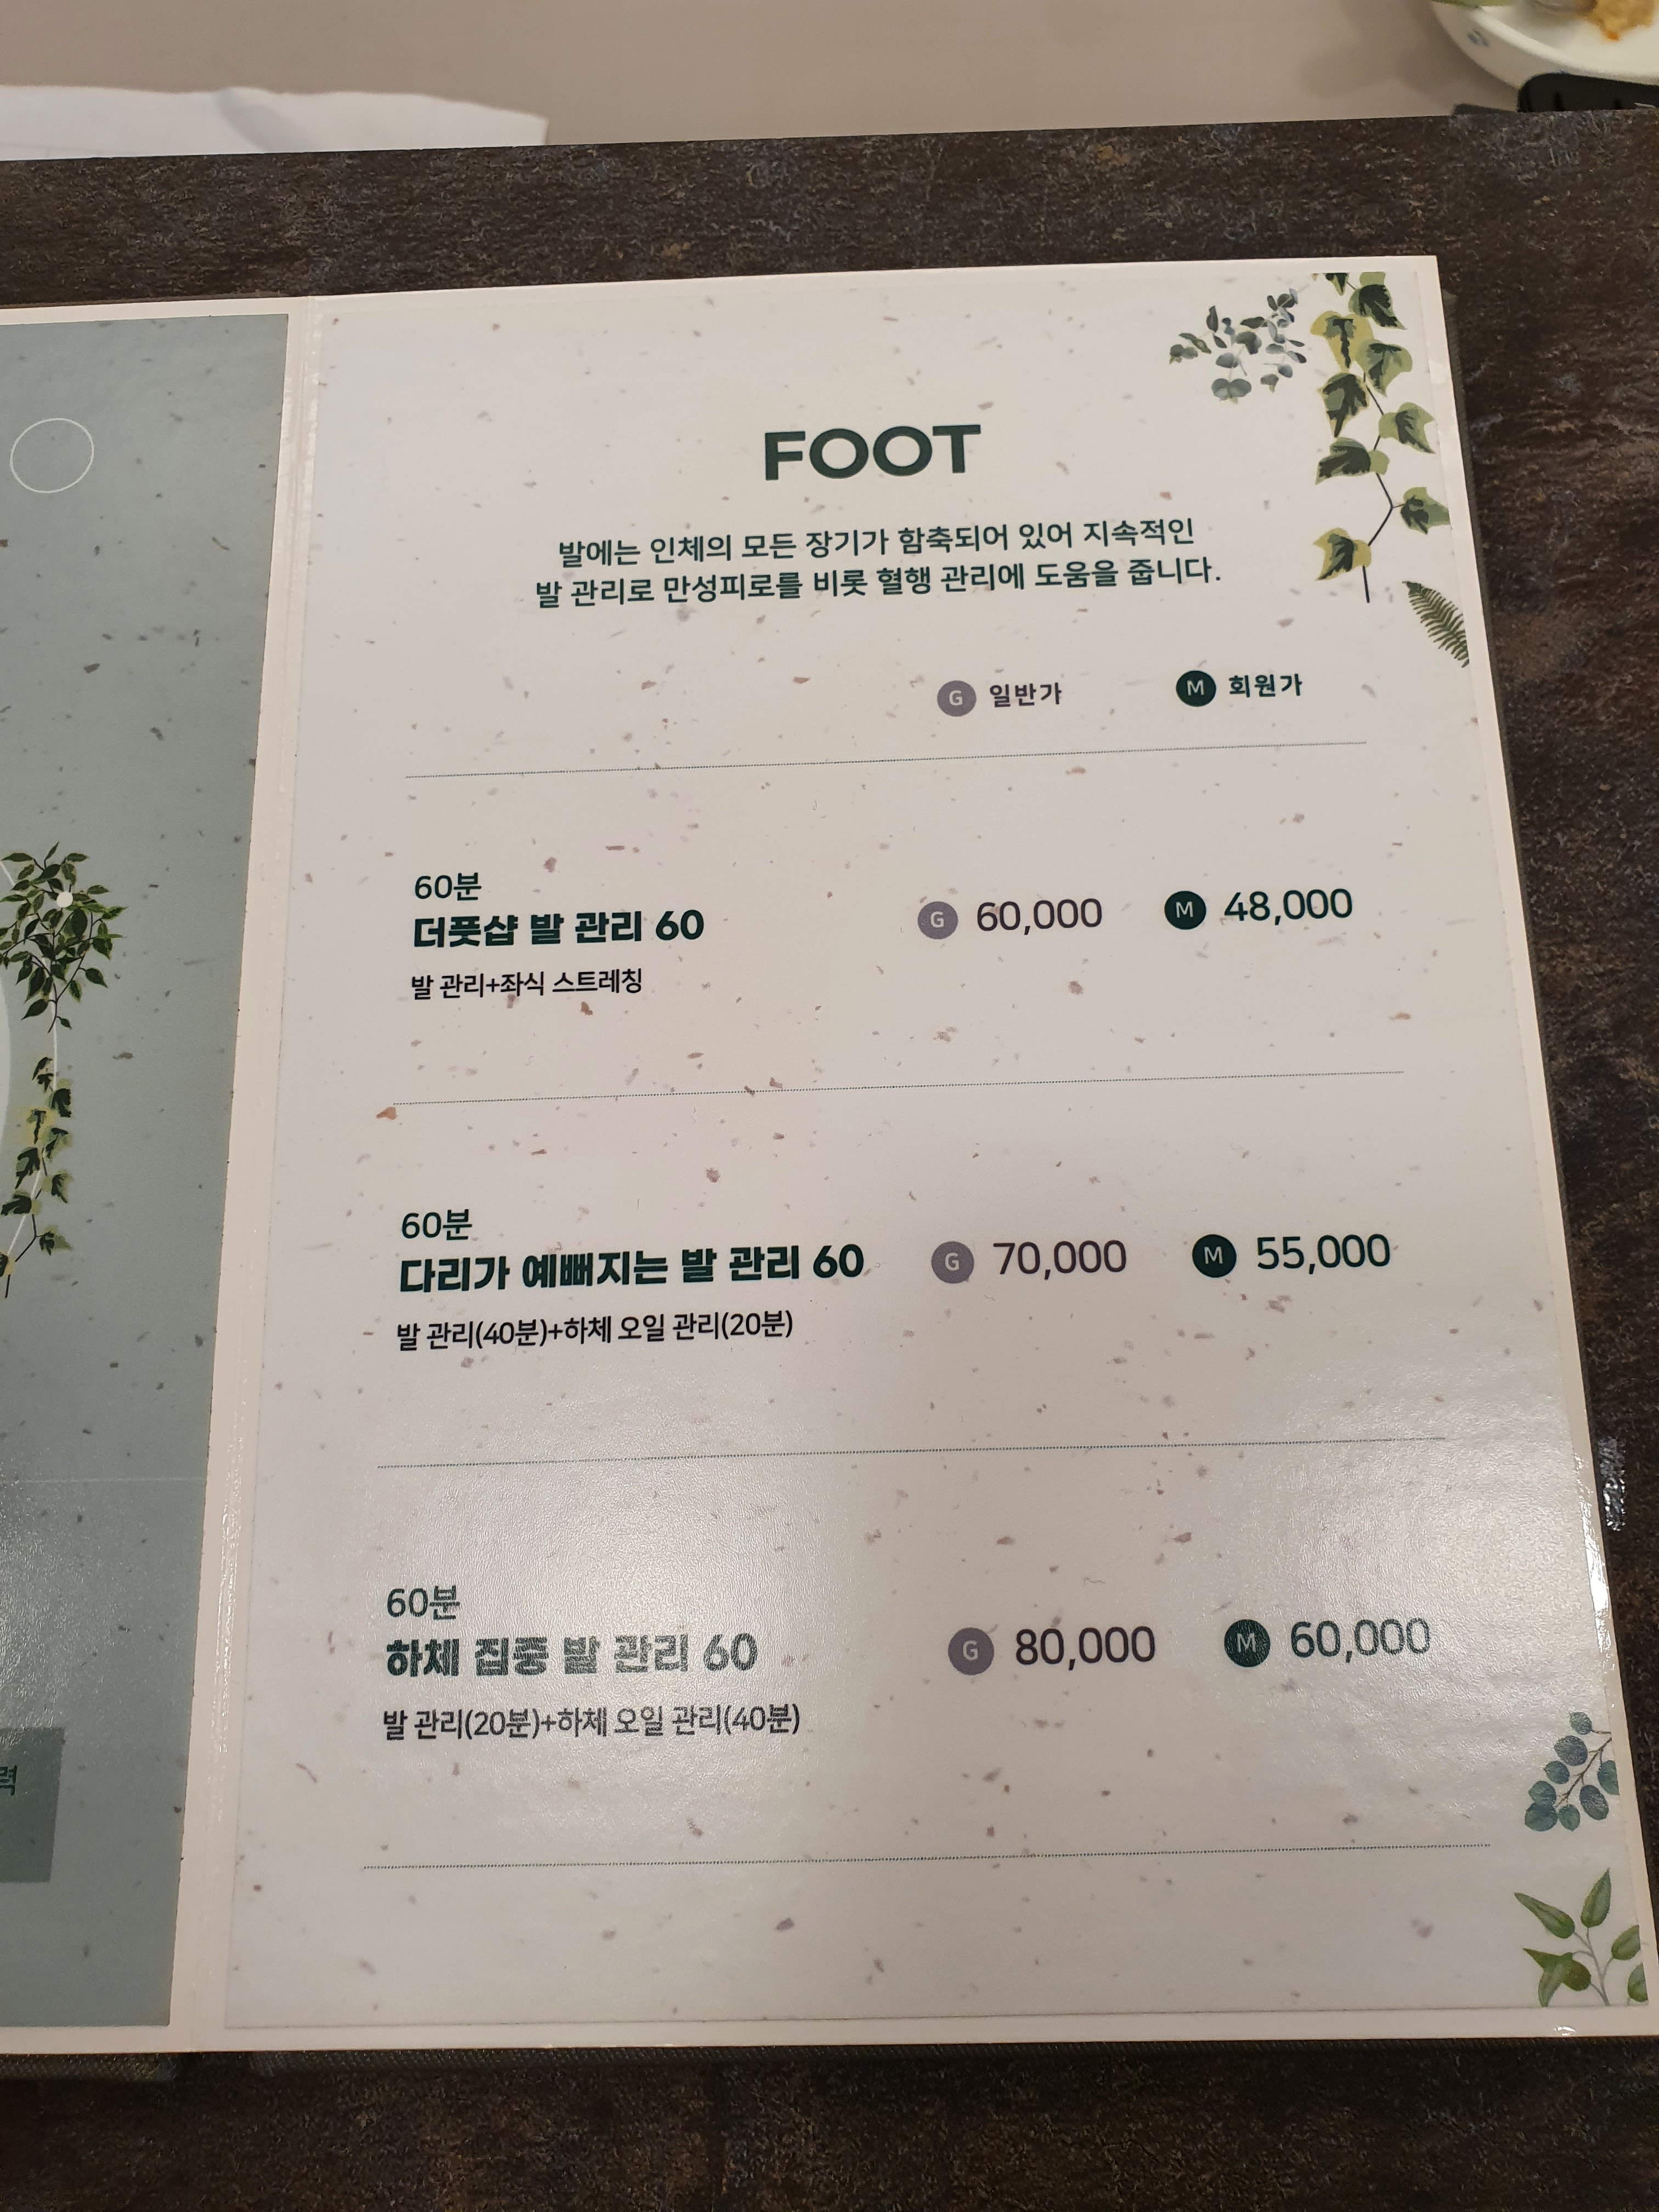 FOOT
발에는 인체의 모든 장기가 함축되어 있어 지속적인
발 관리로 만성피로를 비롯 혈행 관리에 도움을 줍니다.
G 일반가 M 회원가
60분
더풋샵 발 관리 60 G 60,000 M 48,000
발 관리+좌식 스트레칭
60분
다리가 예뻐지는 발 관리 60 G 70,000 M 55,000
발 관리(40분)+하체 오일 관리(20분)
60분
하체 집중 발 관리 60 G 80,000 M 60,000
발 관리(20분)+하체 오일 관리(40분)